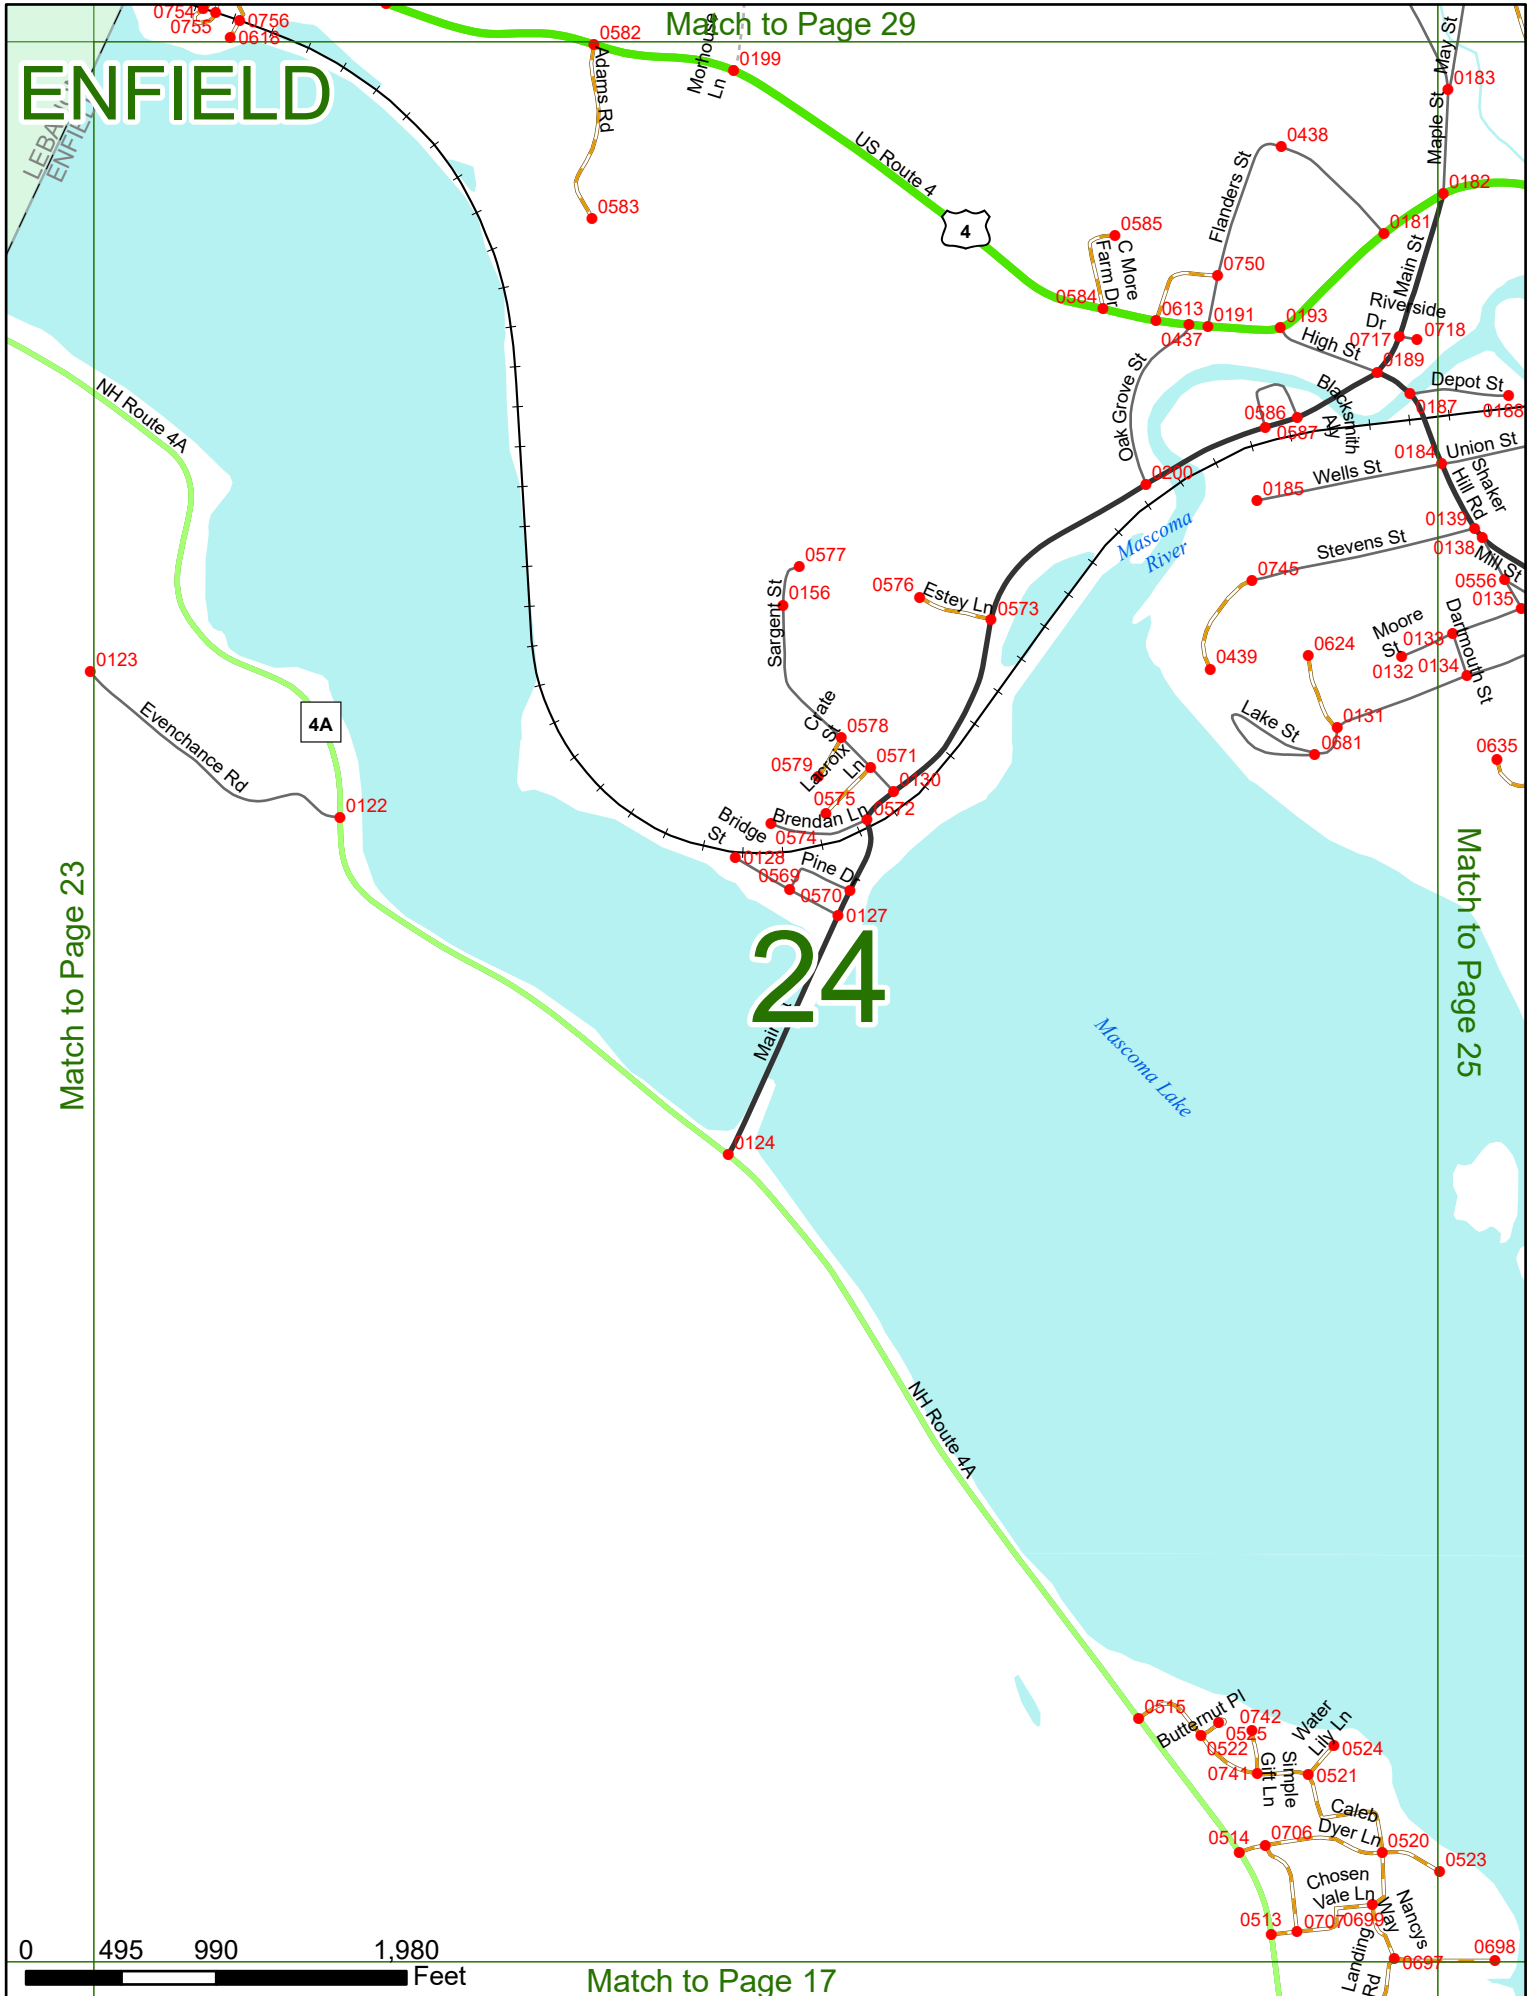 Match to Page 29
ENFIELD
LEBANON
ENFIELD
0754
0755
0756
0618
0582
Adams Rd
0583
Morhouse
Ln
0199
US Route 4
4
May St
0183
Maple St
0182
0438
Flanders St
0181
Main St
0585
C More
Farm Dr
0584
0750
0613
0437
0191
0193
Riverside
Dr
0717
0718
High St
0189
Depot St
0187
0188
Oak Grove St
0586
0587
Blacksmith
Aly
0200
0184
Union St
Wells St
0185
Shaker
Hill Rd
0139
0138
Stevens St
Mill St
0745
0556
0135
Mascoma
River
NH Route 4A
0577
0156
Sargent St
0576
Estey Ln
0573
0439
0624
Moore
St
0133
0132
0134
Dartmouth St
0123
Evenchance Rd
4A
0122
Lake St
0131
0681
0635
Crate
St
0578
0579
Lacroix
Ln
0571
0130
0575
Brendan Ln
0572
0574
Bridge
St
0128
Pine Dr
0569
0570
0127
24
Match to Page 23
Match to Page 25
Mascoma Lake
0124
NH Route 4A
0515
Butternut Pl
0525
0522
0742
Water
Lily Ln
0524
0741
Simple
Gift Ln
0521
Caleb
Dyer Ln
0514
0706
0520
0523
Chosen
Vale Ln
0513
0707
0699
Nancys
Way
Landing
Rd
0697
0698
0 495 990 1,980
Feet
Match to Page 17